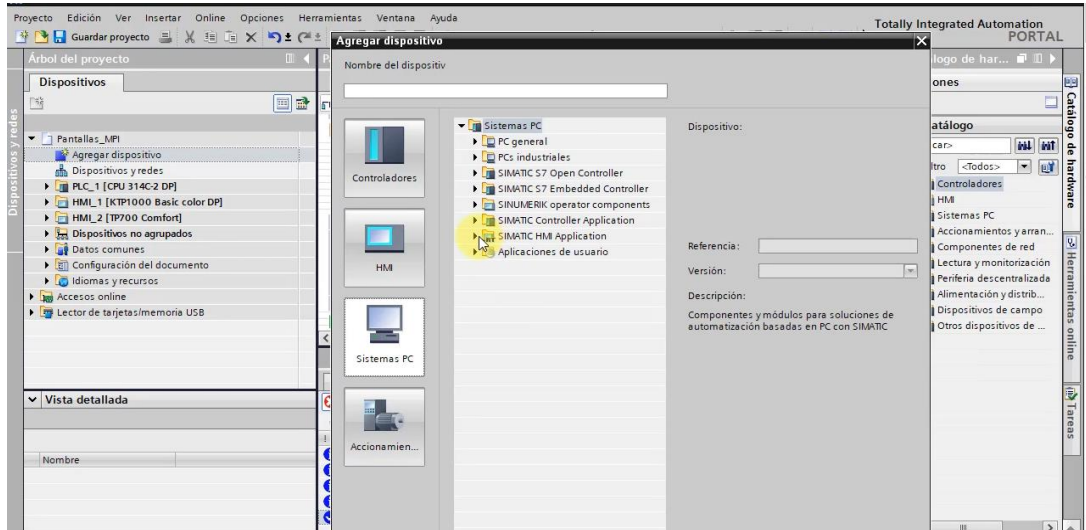 Proyecto Edición Ver Insertar Online Opciones Herramientas Ventana Ayuda
Totally Integrated Automation
PORTAL
Guardar proyecto
Árbol del proyecto
Dispositivos
Dispositivos y redes
Pantallas_MPI
Agregar dispositivo
Dispositivos y redes
PLC_1 [CPU 314C-2 DP]
HMI_1 [KTP1000 Basic color DP]
HMI_2 [TP700 Comfort]
Dispositivos no agrupados
Datos comunes
Configuración del documento
Idiomas y recursos
Accesos online
Lector de tarjetas/memoria USB
Vista detallada
Nombre
Agregar dispositivo
Nombre del dispositiv
Controladores
HMI
Sistemas PC
Accionamien...
Sistemas PC
PC general
PCs industriales
SIMATIC S7 Open Controller
SIMATIC S7 Embedded Controller
SINUMERIK operator components
SIMATIC Controller Application
SIMATIC HMI Application
Aplicaciones de usuario
Dispositivo:
Referencia:
Versión:
Descripción:
Componentes y módulos para soluciones de
automatización basadas en PC con SIMATIC
logo de har...
ones
atálogo
car>
ltro <Todos>
Controladores
HMI
Sistemas PC
Accionamientos y arran...
Componentes de red
Lectura y monitorización
Periferia descentralizada
Alimentación y distrib...
Dispositivos de campo
Otros dispositivos de ...
Catálogo de hardware
Herramientas online
Tareas